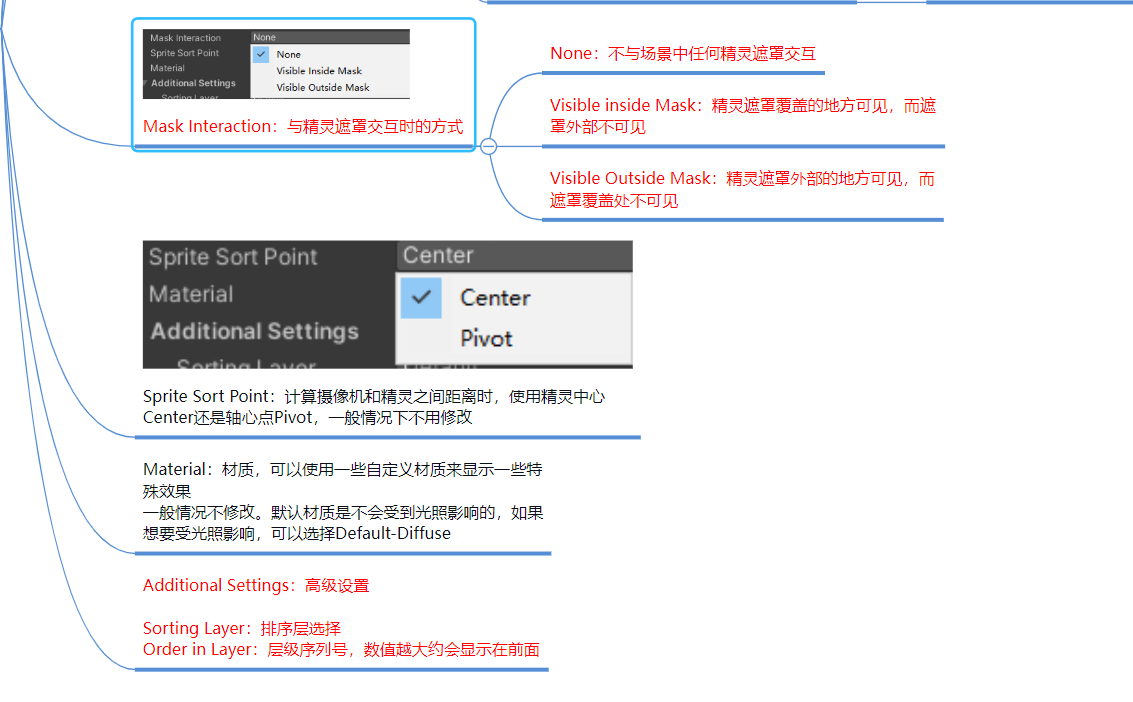 Mask Interaction
None
Sprite Sort Point
None
Material
Visible Inside Mask
Additional Settings
Visible Outside Mask
Sorting Layer
Mask Interaction：与精灵遮罩交互时的方式
None：不与场景中任何精灵遮罩交互
Visible inside Mask：精灵遮罩覆盖的地方可见，而遮
罩外部不可见
Visible Outside Mask：精灵遮罩外部的地方可见，而
遮罩覆盖处不可见
Sprite Sort Point
Center
Material
Center
Additional Settings
Pivot
Sorting Layer
Sprite Sort Point：计算摄像机和精灵之间距离时，使用精灵中心
Center还是轴心点Pivot，一般情况下不用修改
Material：材质，可以使用一些自定义材质来显示一些特
殊效果
一般情况不修改。默认材质是不会受到光照影响的，如果
想要受光照影响，可以选择Default-Diffuse
Additional Settings：高级设置
Sorting Layer：排序层选择
Order in Layer：层级序列号，数值越大约会显示在前面